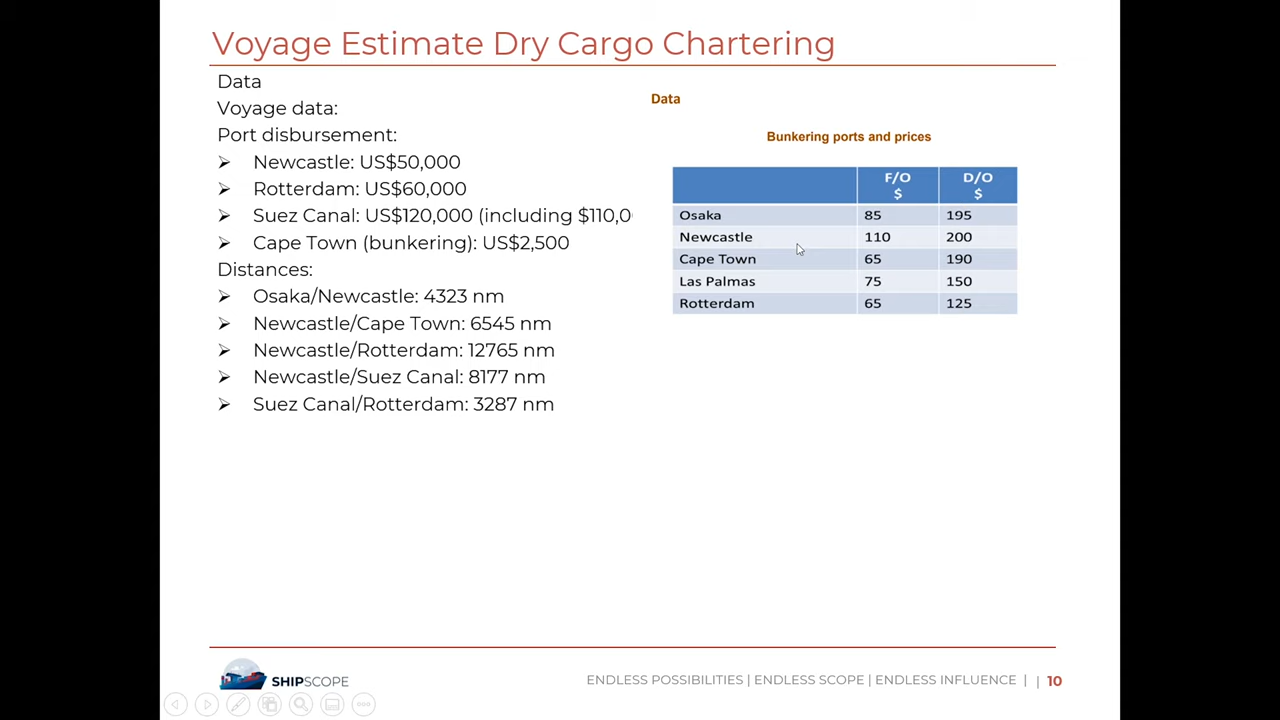 Voyage Estimate Dry Cargo Chartering
Data
Voyage data:
Port disbursement:
Newcastle: US$50,000
Rotterdam: US$60,000
Suez Canal: US$120,000 (including $110,0
Cape Town (bunkering): US$2,500
Distances:
Osaka/Newcastle: 4323 nm
Newcastle/Cape Town: 6545 nm
Newcastle/Rotterdam: 12765 nm
Newcastle/Suez Canal: 8177 nm
Suez Canal/Rotterdam: 3287 nm
Data
Bunkering ports and prices
F/O $ D/O $
Osaka 85 195
Newcastle 110 200
Cape Town 65 190
Las Palmas 75 150
Rotterdam 65 125
SHIPSCOPE
ENDLESS POSSIBILITIES | ENDLESS SCOPE | ENDLESS INFLUENCE | | 10